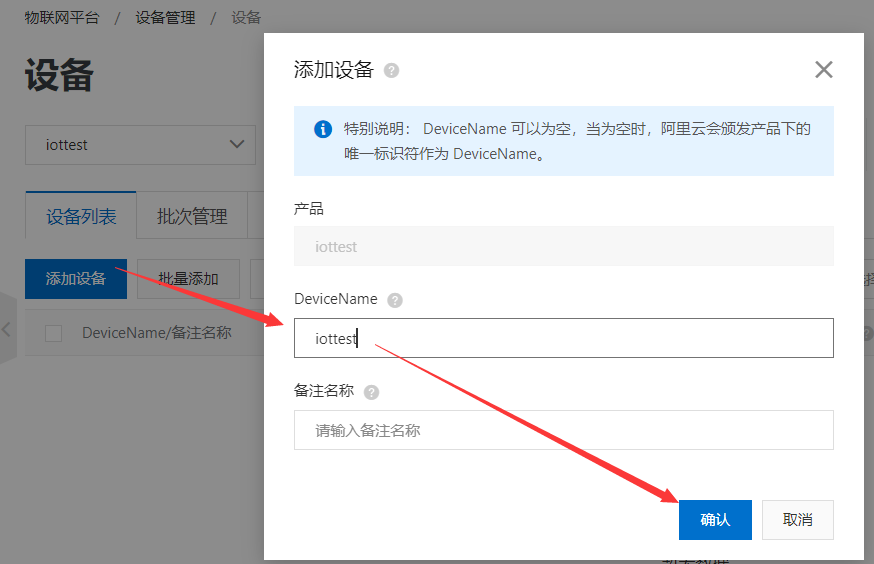 物联网平台 / 设备管理 / 设备
设备
iottest
设备列表
批次管理
添加设备
批量添加
DeviceName/备注名称
添加设备
特别说明： DeviceName 可以为空，当为空时，阿里云会颁发产品下的
唯一标识符作为 DeviceName。
产品
iottest
DeviceName
iottest
备注名称
请输入备注名称
确认
取消